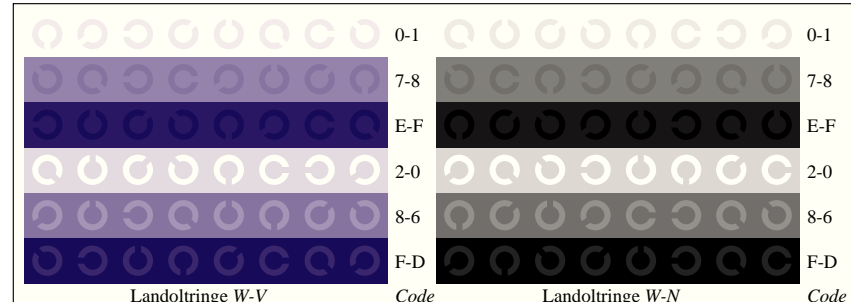 0-1 0-1
7-8 7-8
E-F E-F
2-0 2-0
8-6 8-6
F-D F-D
Landoltringe W-V Code Landoltringe W-N Code